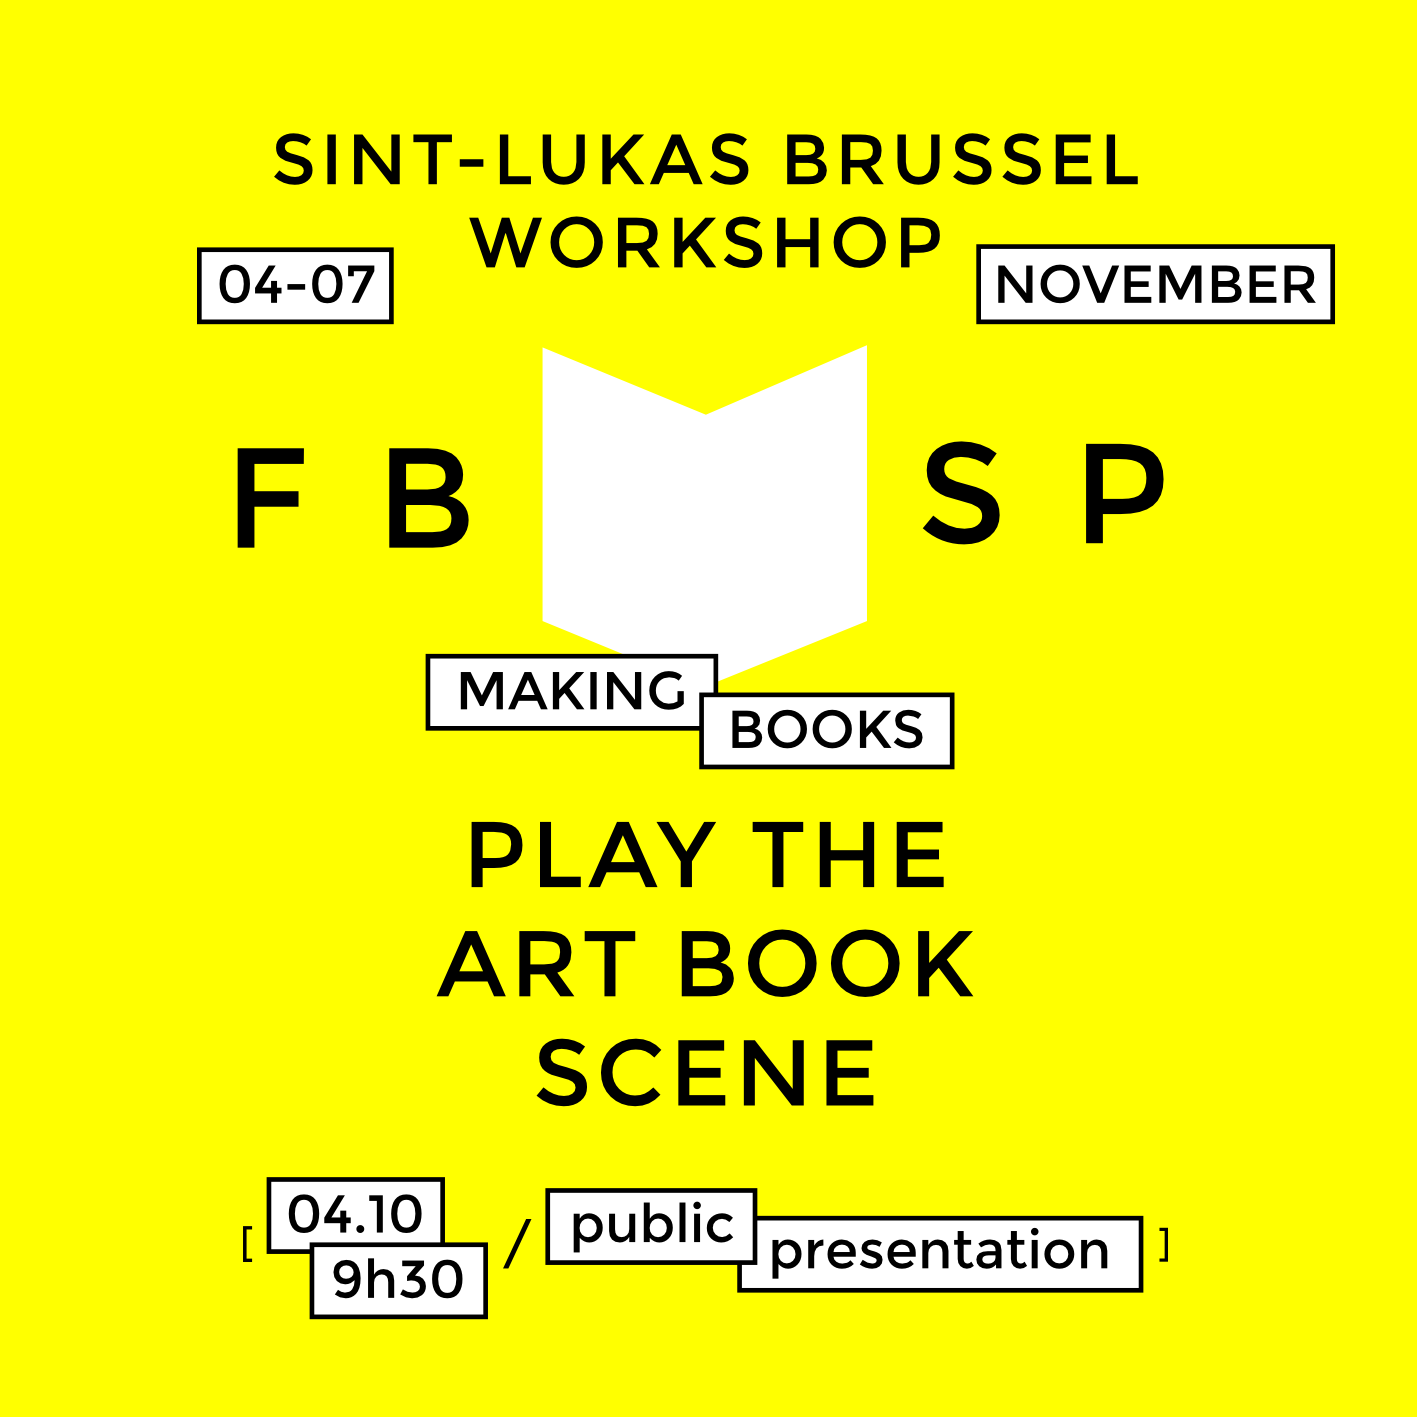 SINT-LUKAS BRUSSEL
WORKSHOP
04-07 NOVEMBER
F B S P
MAKING
BOOKS
PLAY THE
ART BOOK
SCENE
[ 04.10 / public
9h30 presentation ]